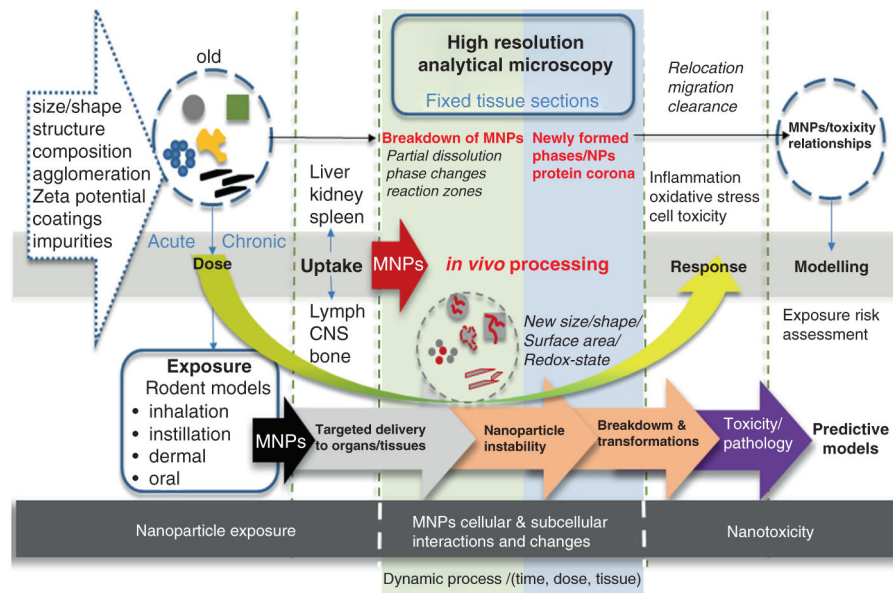 old
size/shape
structure
composition
agglomeration
Zeta potential
coatings
impurities
High resolution
analytical microscopy
Fixed tissue sections
Relocation
migration
clearance
Breakdown of MNPs
Partial dissolution
phase changes
reaction zones
Newly formed
phases/NPs
protein corona
MNPs/toxixity
relationships
Liver
kidney
spleen
Inflammation
oxidative stress
cell toxicity
Acute
Chronic
Dose
Uptake
MNPs
in vivo processing
Response
Modelling
Lymph
CNS
bone
New size/shape/
Surface area/
Redox-state
Exposure risk
assessment
Exposure
Rodent models
• inhalation
• instillation
• dermal
• oral
MNPs
Targeted delivery
to organs/tissues
Nanoparticle
instability
Breakdowm &
transformations
Toxicity/
pathology
Predictive
models
Nanoparticle exposure
MNPs cellular & subcellular
interactions and changes
Nanotoxicity
Dynamic process /(time, dose, tissue)